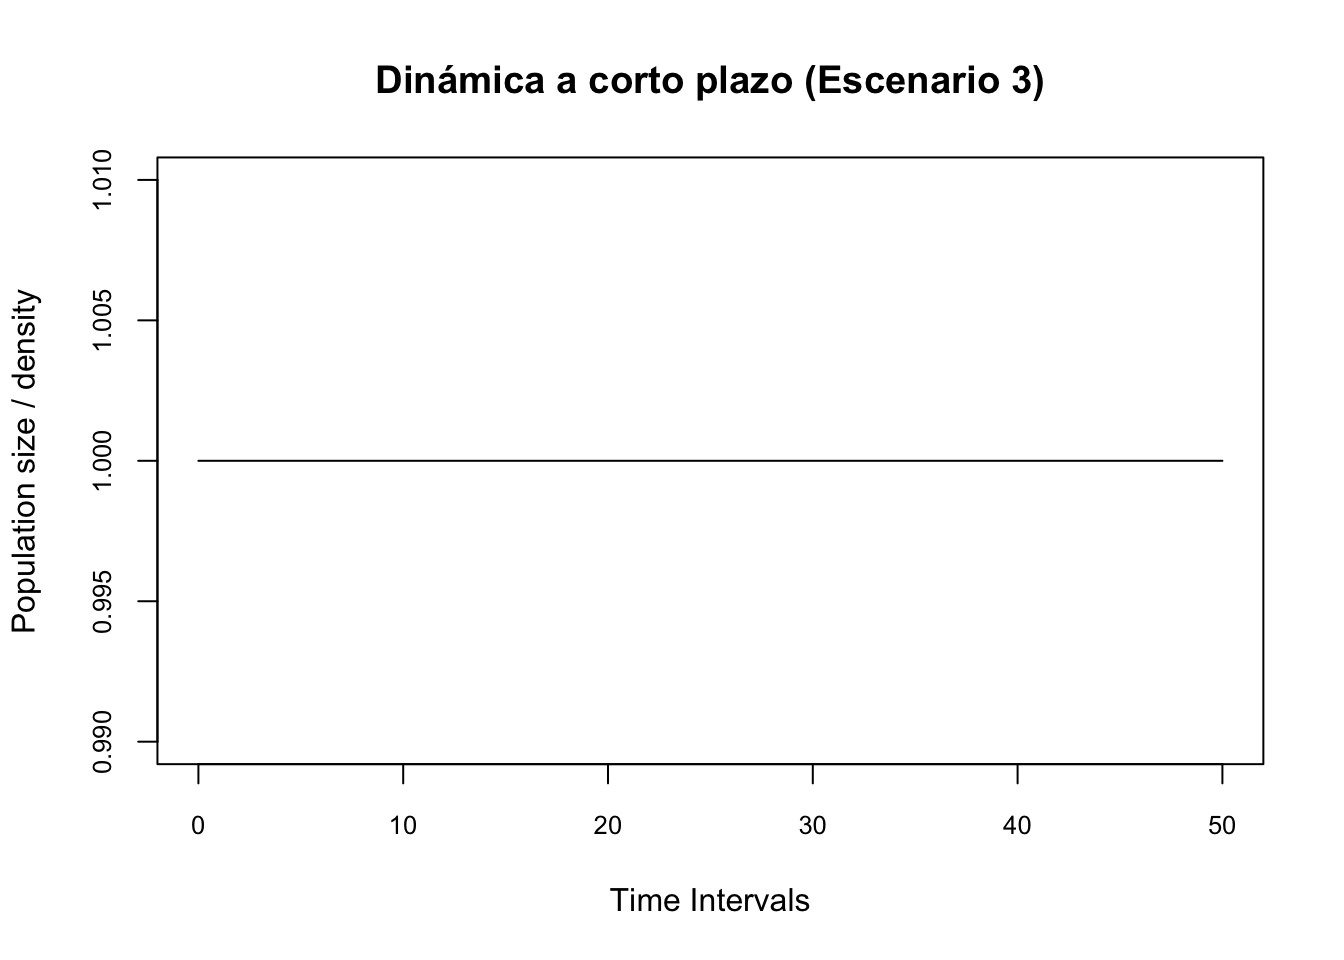 Dinámica a corto plazo (Escenario 3)
Population size / density
1.010
1.005
1.000
0.995
0.990
0 10 20 30 40 50
Time Intervals